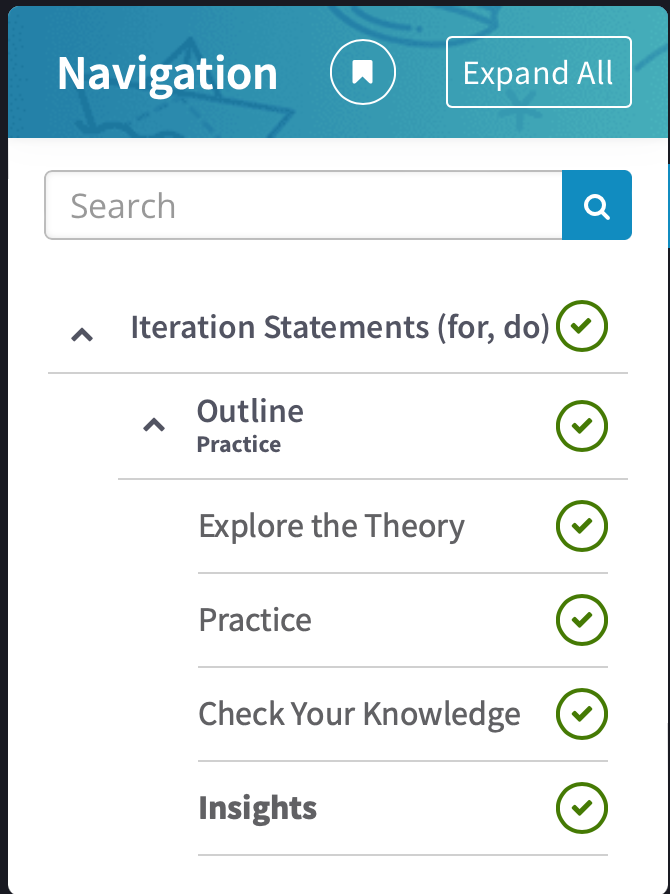 Navigation
Expand All
Search
Iteration Statements (for, do)
Outline
Practice
Explore the Theory
Practice
Check Your Knowledge
Insights